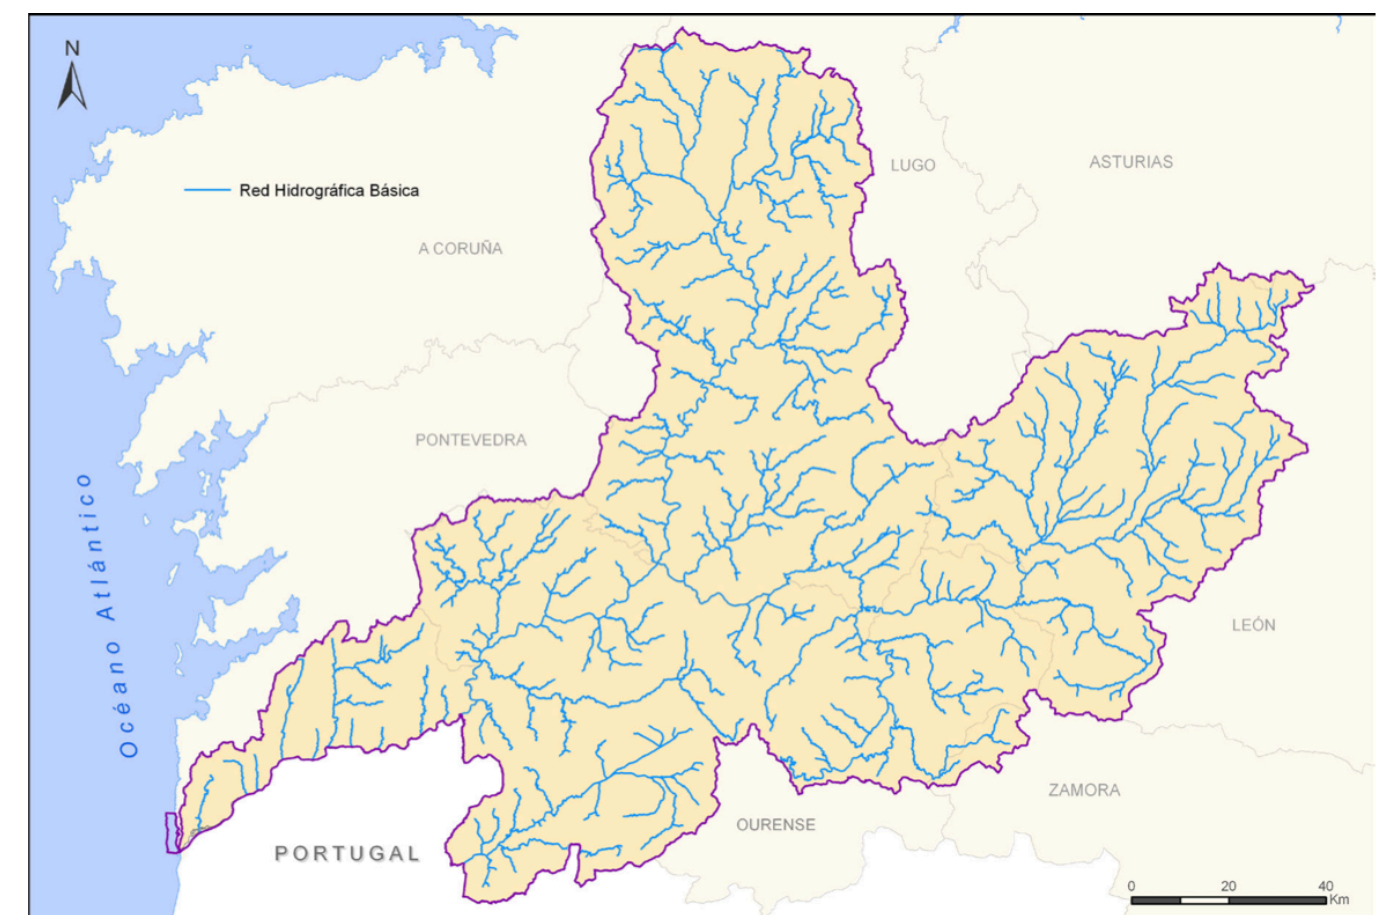 N
LUGO
ASTURIAS
Red Hidrográfica Básica
A CORUÑA
PONTEVEDRA
Océano Atlántico
LEÓN
ZAMORA
OURENSE
PORTUGAL
0 20 40
Km